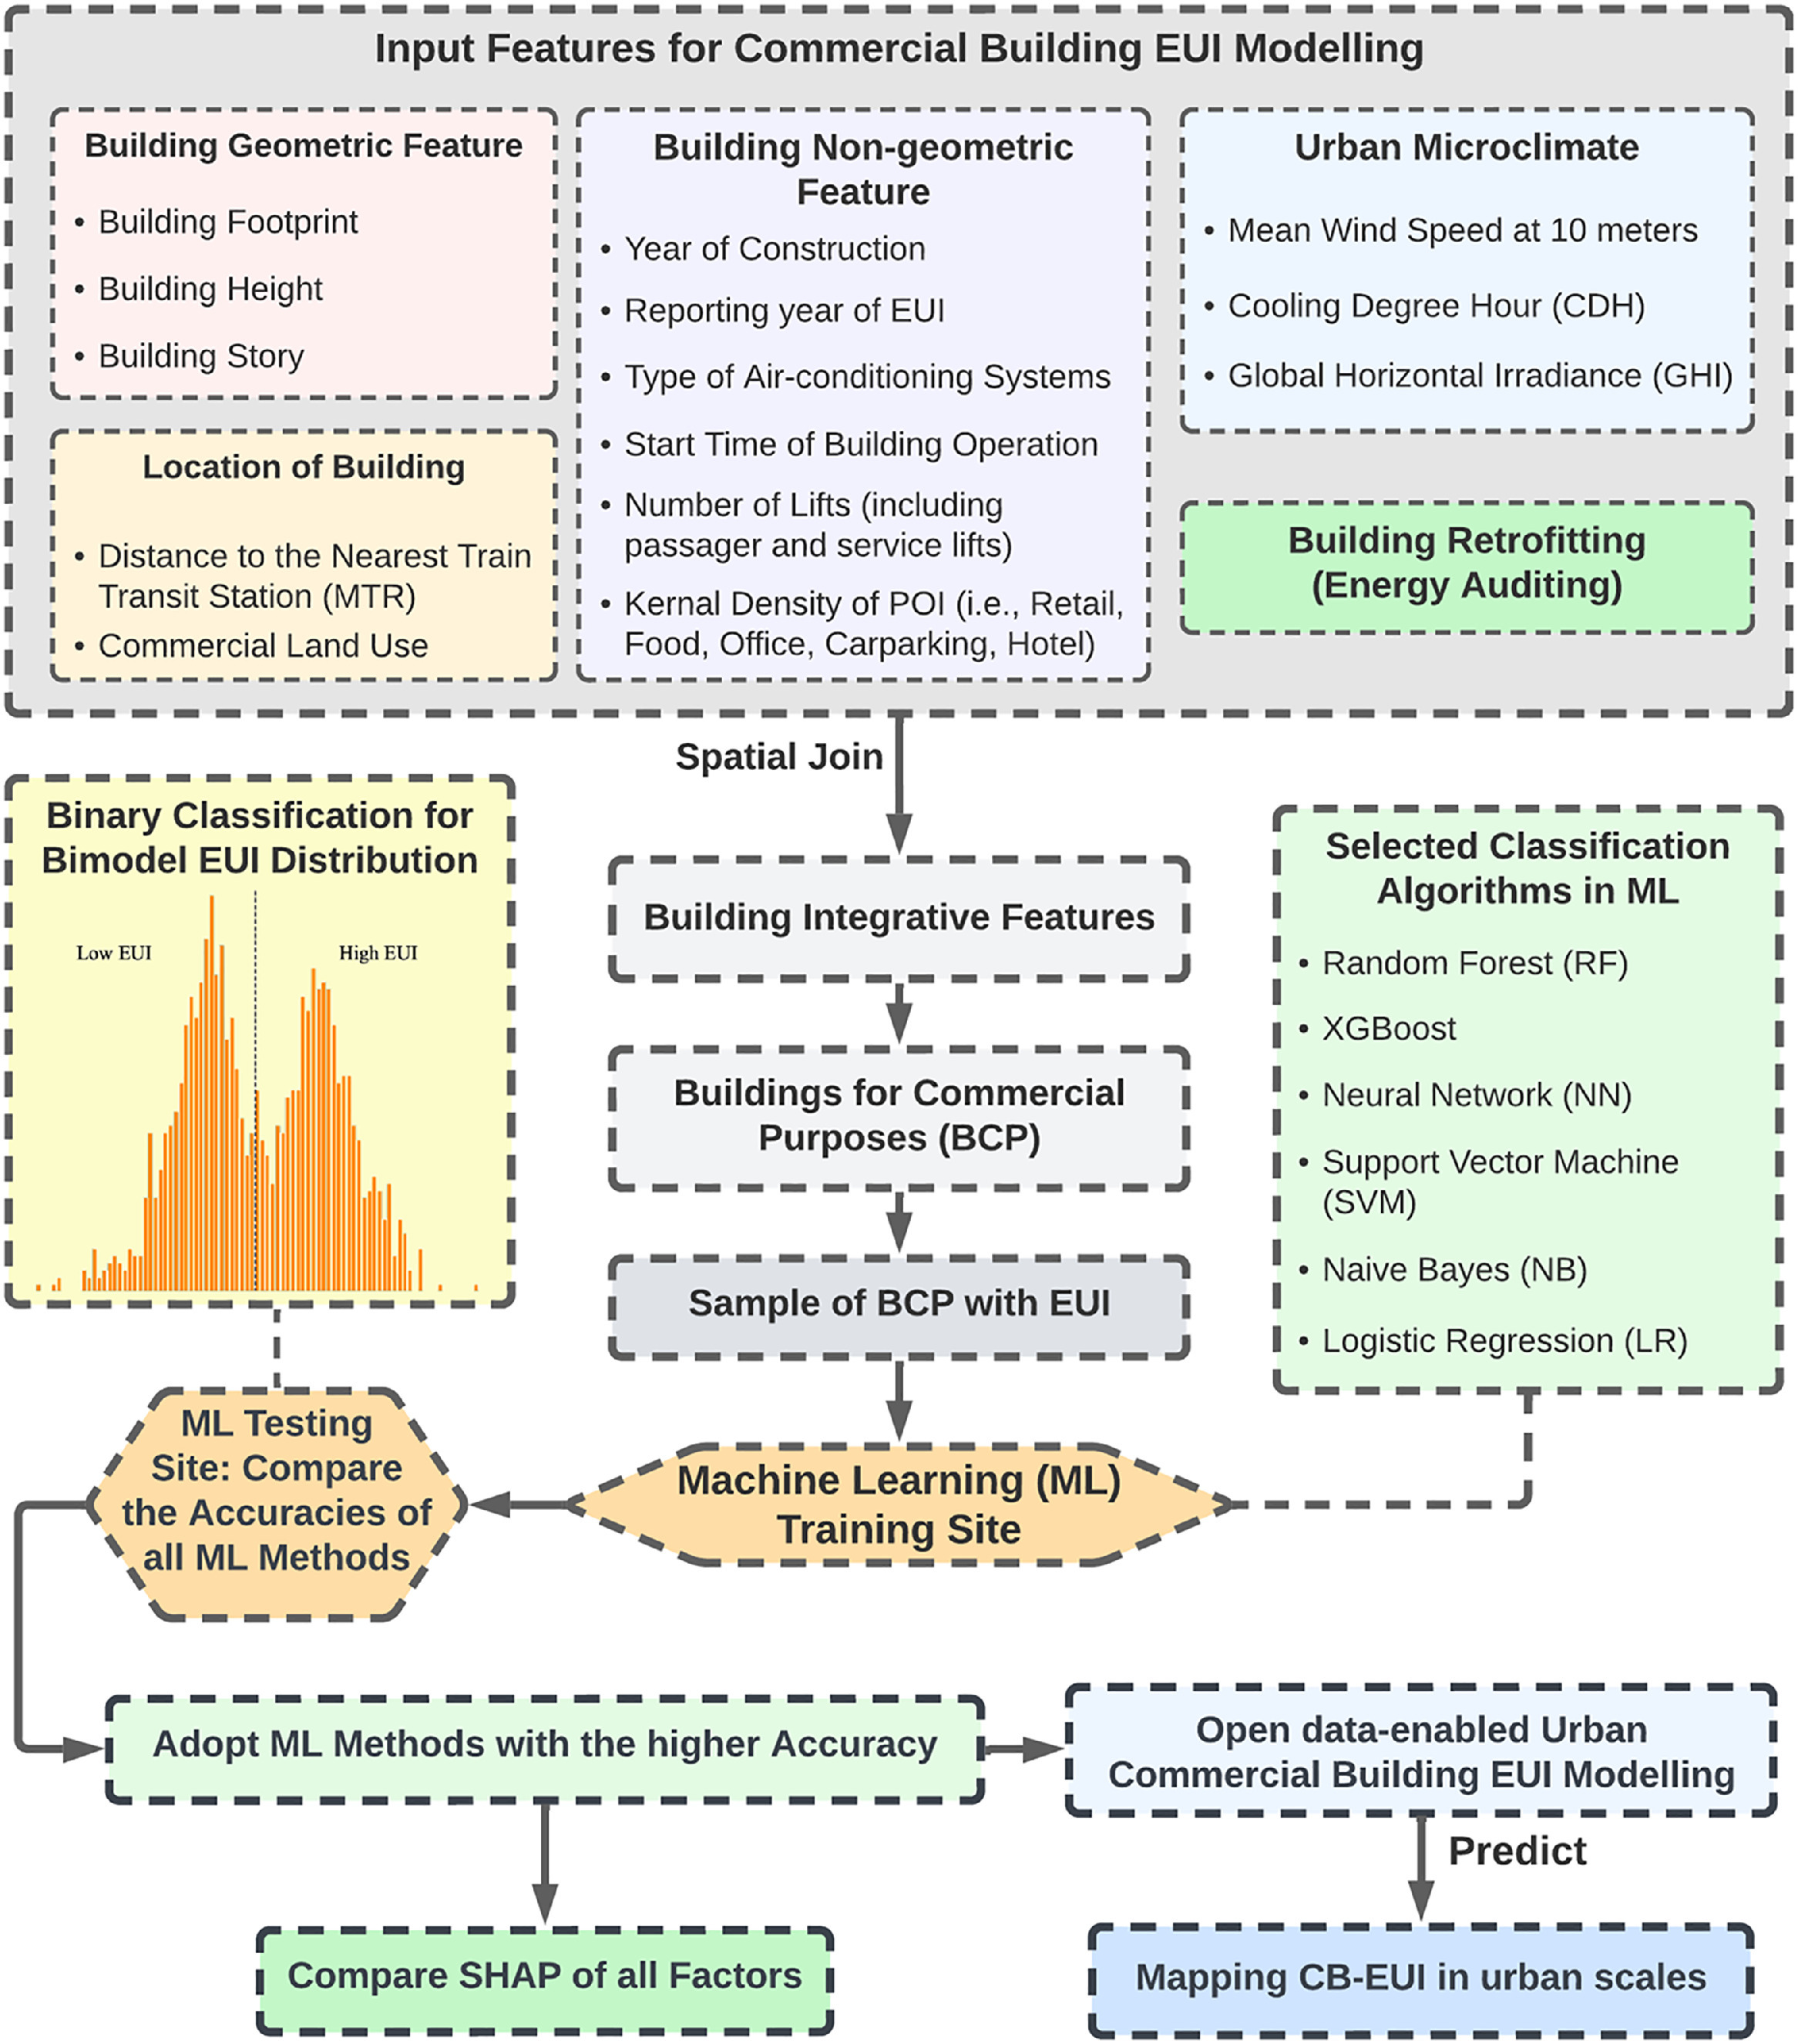 Input Features for Commercial Building EUI Modelling
Building Geometric Feature
• Building Footprint
• Building Height
• Building Story
Location of Building
• Distance to the Nearest Train
Transit Station (MTR)
• Commercial Land Use
Building Non-geometric
Feature
• Year of Construction
• Reporting year of EUI
• Type of Air-conditioning Systems
• Start Time of Building Operation
• Number of Lifts (including
passager and service lifts)
• Kernal Density of POI (i.e., Retail,
Food, Office, Carparking, Hotel)
Urban Microclimate
• Mean Wind Speed at 10 meters
• Cooling Degree Hour (CDH)
• Global Horizontal Irradiance (GHI)
Building Retrofitting
(Energy Auditing)
Spatial Join
Binary Classification for
Bimodel EUI Distribution
Low EUI
High EUI
Building Integrative Features
Buildings for Commercial
Purposes (BCP)
Sample of BCP with EUI
Selected Classification
Algorithms in ML
• Random Forest (RF)
• XGBoost
• Neural Network (NN)
• Support Vector Machine
(SVM)
• Naive Bayes (NB)
• Logistic Regression (LR)
Machine Learning (ML)
Training Site
ML Testing
Site: Compare
the Accuracies of
all ML Methods
Adopt ML Methods with the higher Accuracy
Open data-enabled Urban
Commercial Building EUI Modelling
Predict
Compare SHAP of all Factors
Mapping CB-EUI in urban scales